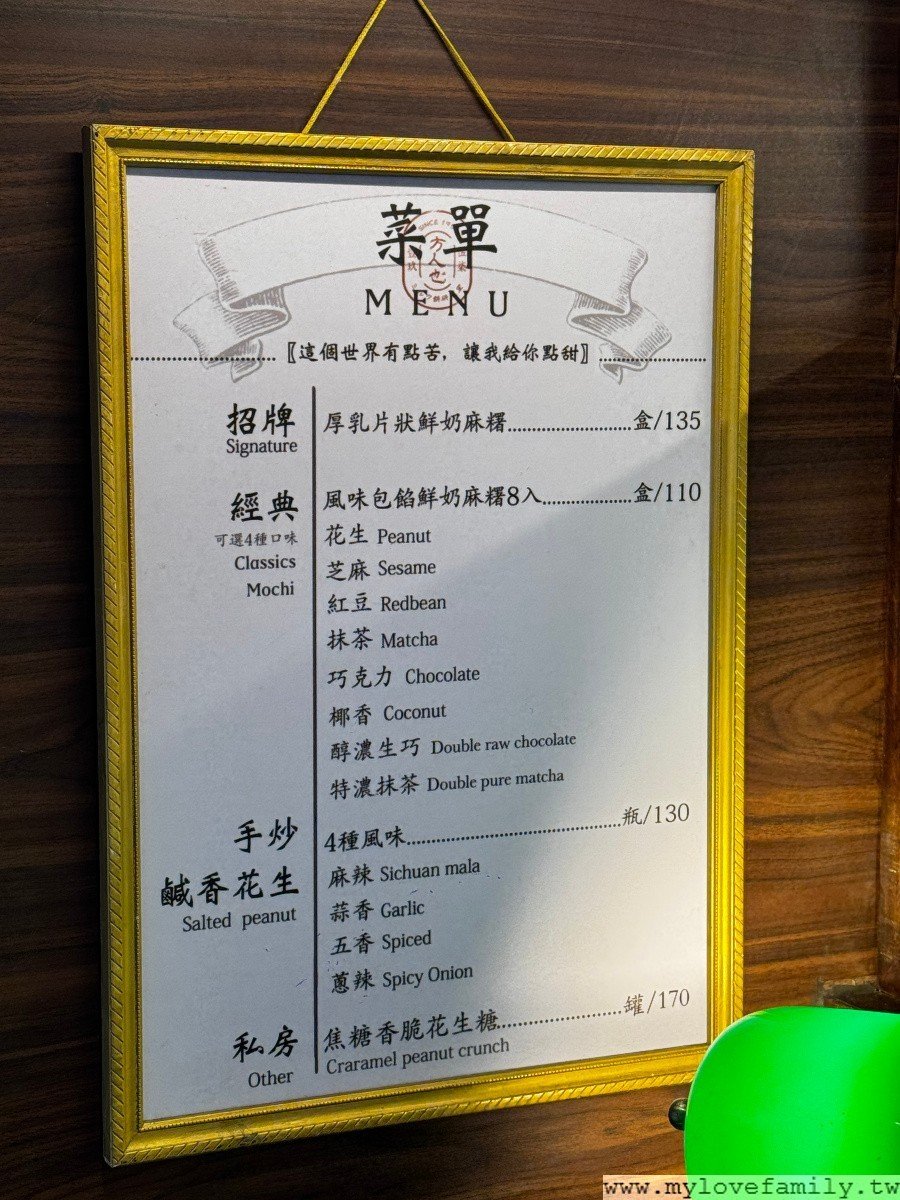 菜單
SINCE
方人也
MENU
〖這個世界有點苦，讓我給你點甜〗
招牌
Signature
厚乳片狀鮮奶麻糬..............................盒/135
經典
可選4種口味
Classics
Mochi
風味包餡鮮奶麻糬8入.....................盒/110
花生 Peanut
芝麻 Sesame
紅豆 Redbean
抹茶 Matcha
巧克力 Chocolate
椰香 Coconut
醇濃生巧 Double raw chocolate
特濃抹茶 Double pure matcha
手炒
鹹香花生
Salted peanut
4種風味..............................瓶/130
麻辣 Sichuan mala
蒜香 Garlic
五香 Spiced
蔥辣 Spicy Onion
私房
Other
焦糖香脆花生糖......................罐/170
Craramel peanut crunch
www.mylovefamily.tw